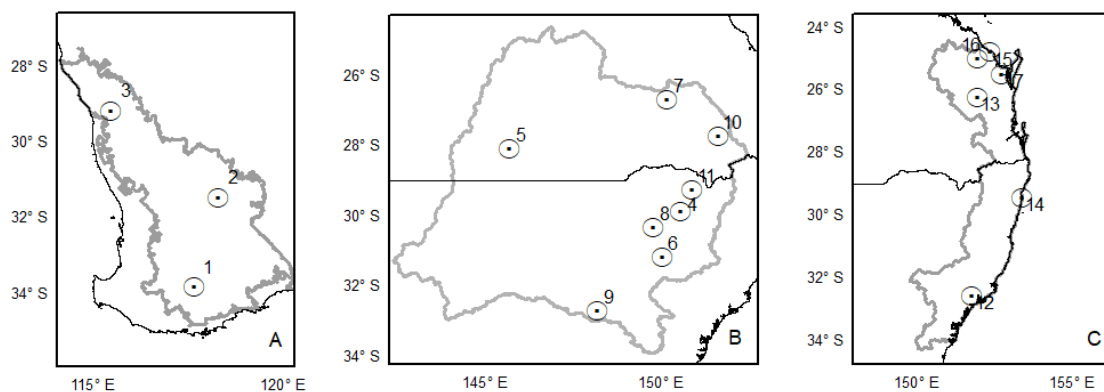 28° S
30° S
32° S
34° S
3
2
1
A
115° E
120° E
26° S
28° S
30° S
32° S
34° S
7
5
10
11
4
8
6
9
B
145° E
150° E
24° S
26° S
28° S
30° S
32° S
34° S
16
15
17
13
14
12
C
150° E
155° E